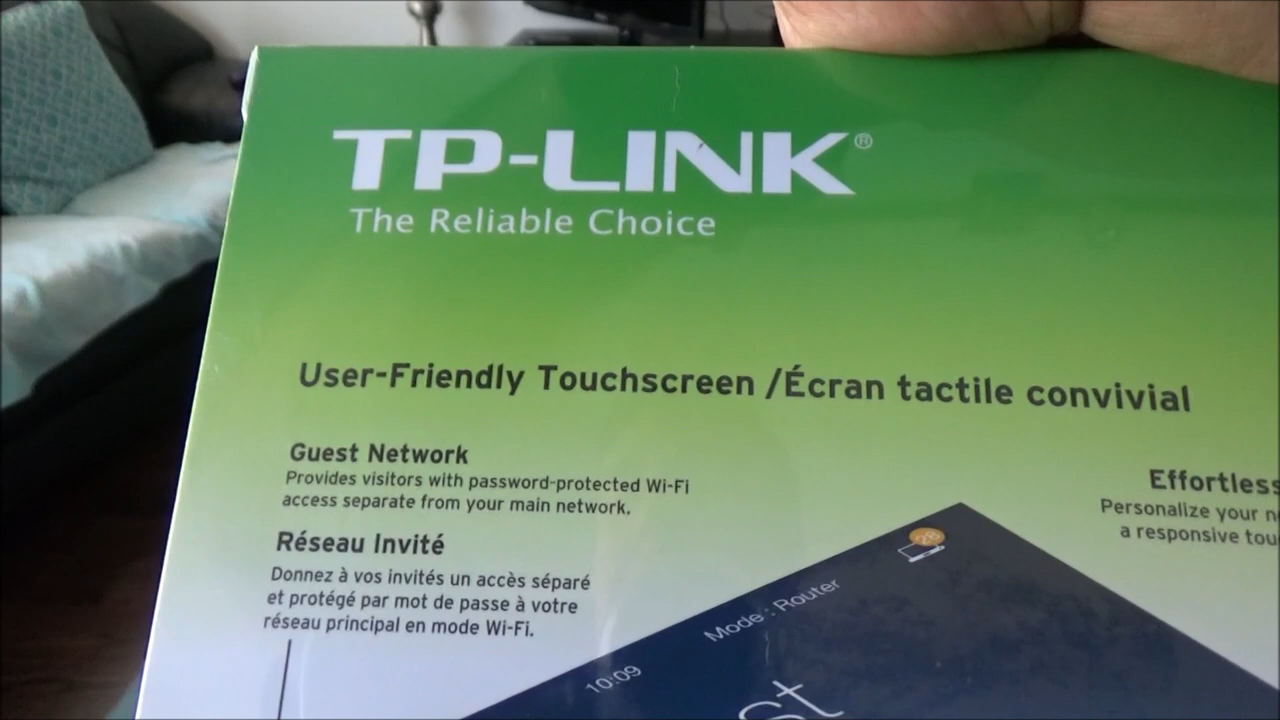 TP-LINK®
The Reliable Choice
User-Friendly Touchscreen /Écran tactile convivial
Guest Network
Provides visitors with password-protected Wi-Fi
access separate from your main network.
Réseau Invité
Donnez à vos invités un accès séparé
et protégé par mot de passe à votre
réseau principal en mode Wi-Fi.
Effortless
Personalize your
a responsive
28
Mode : Router
10:09